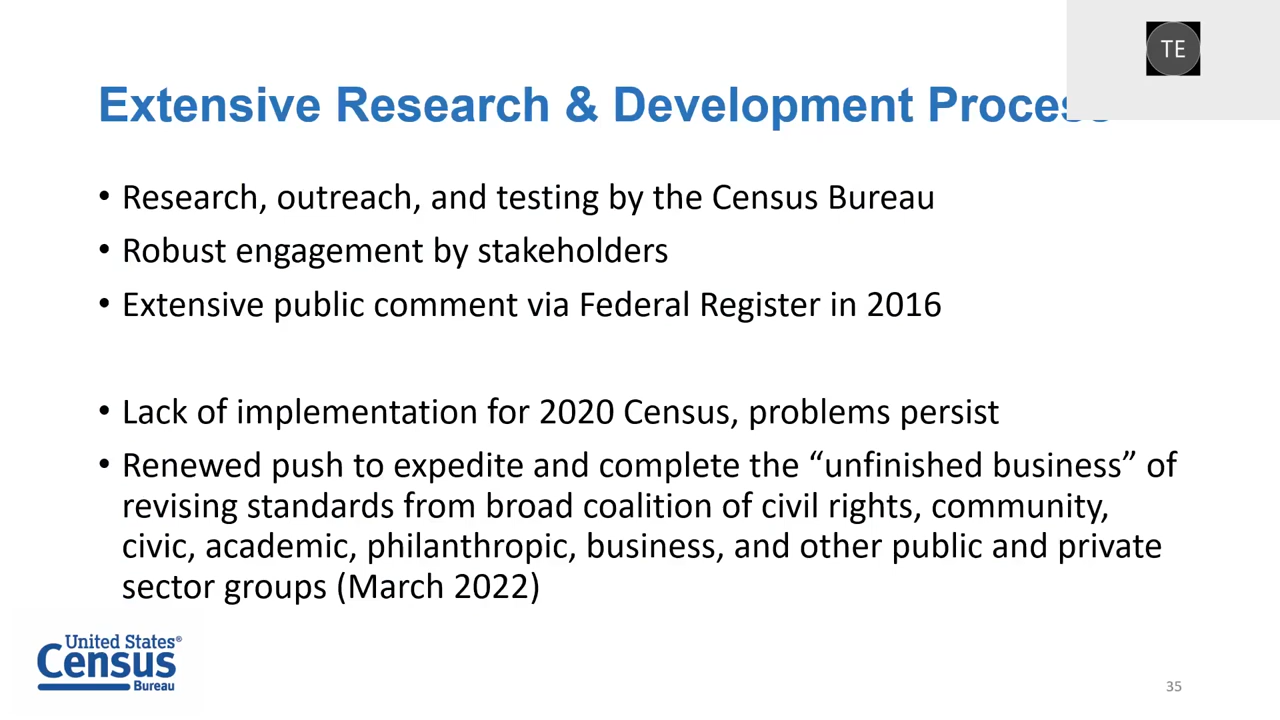 TE
Extensive Research & Development Process
• Research, outreach, and testing by the Census Bureau
• Robust engagement by stakeholders
• Extensive public comment via Federal Register in 2016
• Lack of implementation for 2020 Census, problems persist
• Renewed push to expedite and complete the “unfinished business” of
revising standards from broad coalition of civil rights, community,
civic, academic, philanthropic, business, and other public and private
sector groups (March 2022)
United States®
Census
Bureau
35